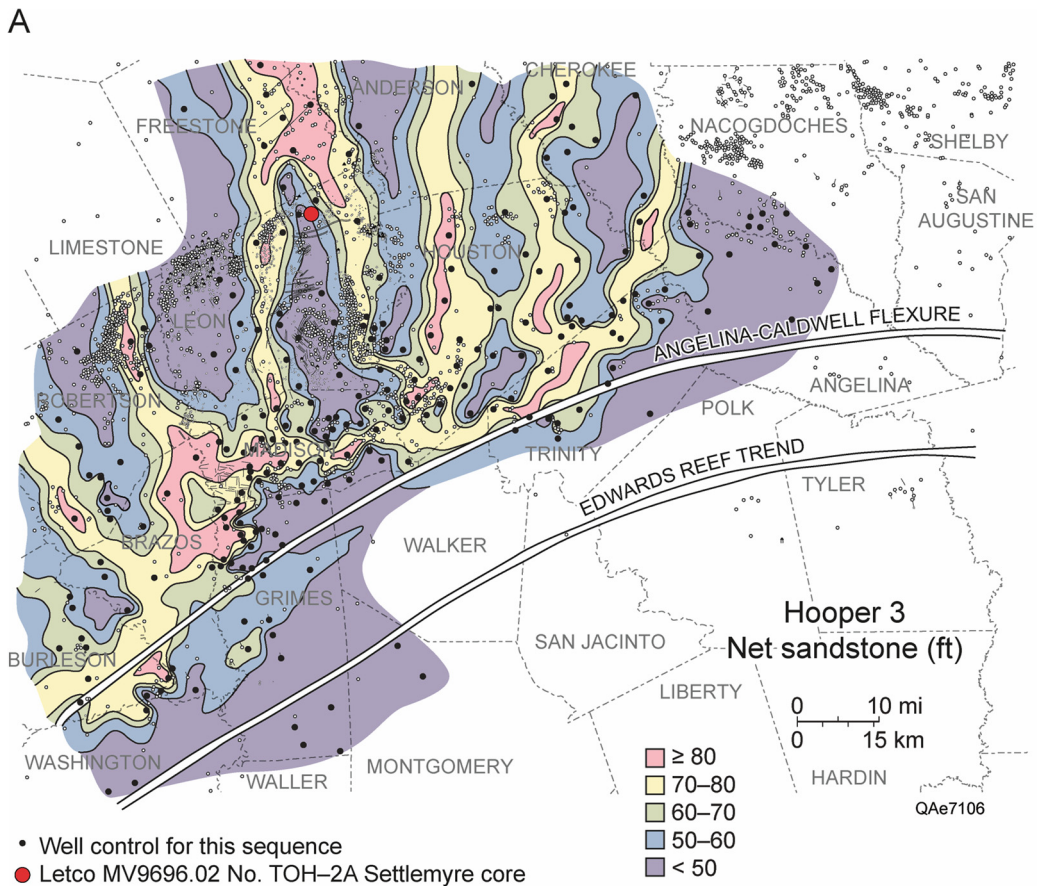 A
CHEROKEE
ANDERSON
FREESTONE
NACOGDOCHES
SHELBY
SAN
AUGUSTINE
LIMESTONE
HOUSTON
LEON
ANGELINA-CALDWELL FLEXURE
ANGELINA
ROBERTSON
POLK
MADISON
TRINITY
EDWARDS REEF TREND
TYLER
BRAZOS
WALKER
GRIMES
Hooper 3
Net sandstone (ft)
SAN JACINTO
BURLESON
LIBERTY
0 10 mi
0 15 km
WASHINGTON
MONTGOMERY
WALLER
HARDIN
≥ 80
70–80
60–70
50–60
< 50
QAe7106
Well control for this sequence
Letco MV9696.02 No. TOH–2A Settlemyre core